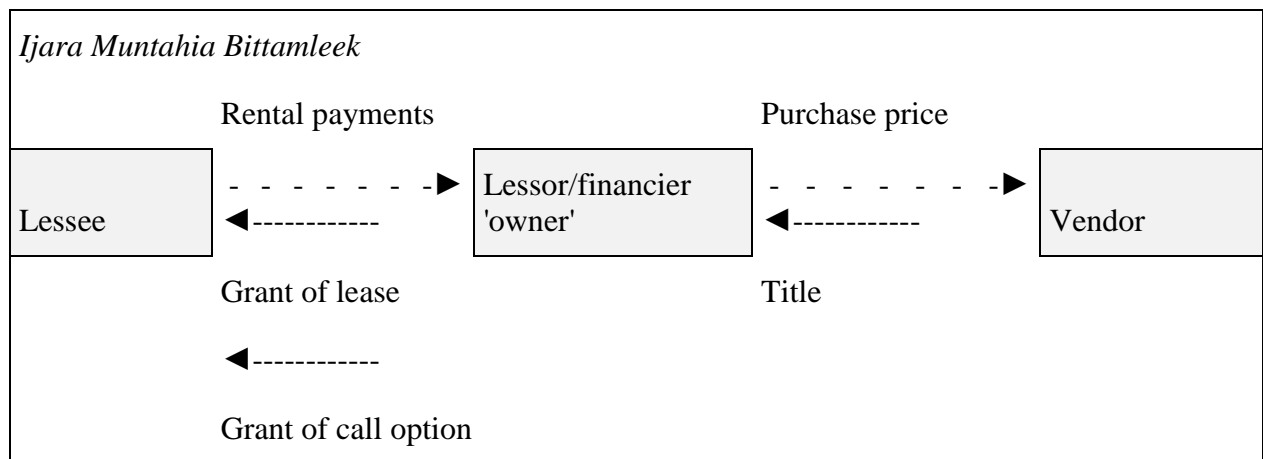 Ijara Muntahia Bittamleek
Rental payments
Purchase price
Lessee
Lessor/financier
'owner'
Vendor
Grant of lease
Title
Grant of call option